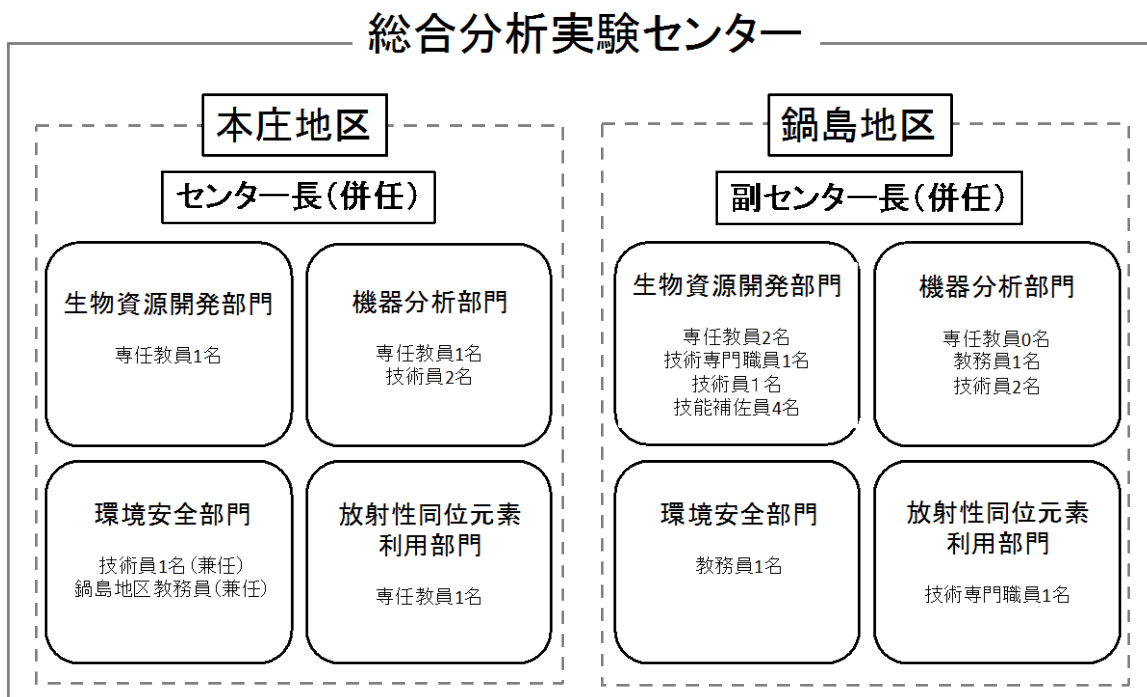 総合分析実験センター
本庄地区
センター長(併任)
生物資源開発部門
専任教員1名
機器分析部門
専任教員1名
技術員2名
環境安全部門
技術員1名(兼任)
鍋島地区教務員(兼任)
放射性同位元素
利用部門
専任教員1名
鍋島地区
副センター長(併任)
生物資源開発部門
専任教員2名
技術専門職員1名
技術員1名
技能補佐員4名
機器分析部門
専任教員0名
教務員1名
技術員2名
環境安全部門
教務員1名
放射性同位元素
利用部門
技術専門職員1名